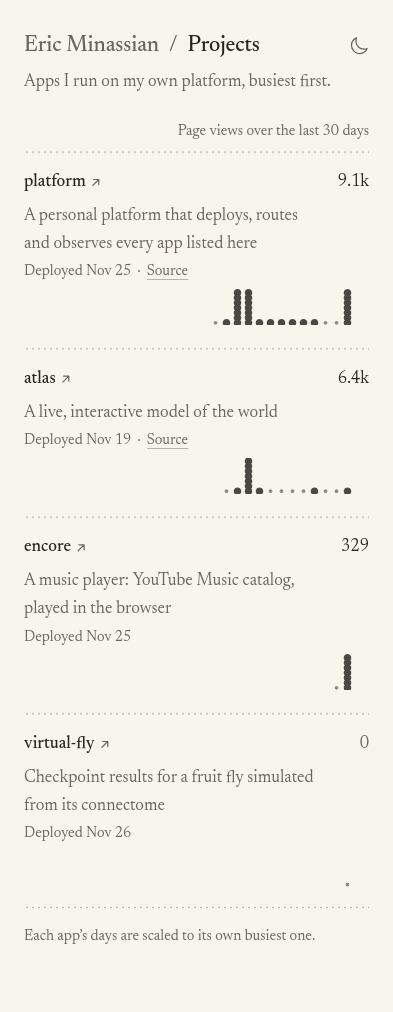 Eric Minassian / Projects
Apps I run on my own platform, busiest first.
Page views over the last 30 days
platform ↗ 9.1k
A personal platform that deploys, routes
and observes every app listed here
Deployed Nov 25 · Source
atlas ↗ 6.4k
A live, interactive model of the world
Deployed Nov 19 · Source
encore ↗ 329
A music player: YouTube Music catalog,
played in the browser
Deployed Nov 25
virtual-fly ↗ 0
Checkpoint results for a fruit fly simulated
from its connectome
Deployed Nov 26
Each app’s days are scaled to its own busiest one.